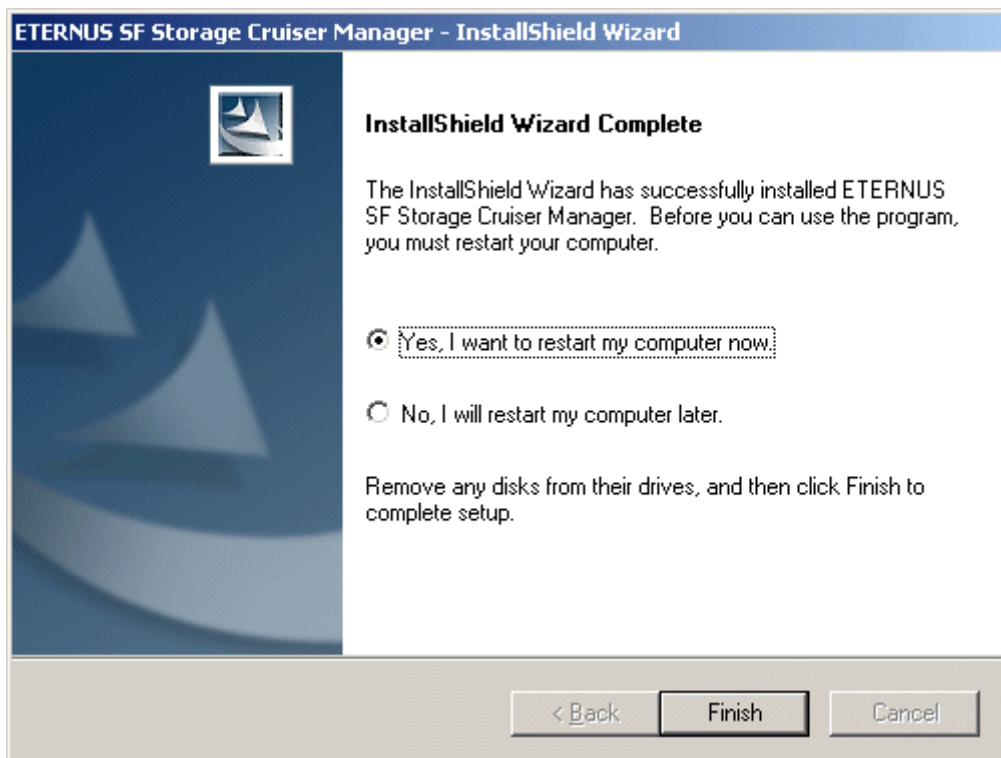 ETERNUS SF Storage Cruiser Manager - InstallShield Wizard
InstallShield Wizard Complete
The InstallShield Wizard has successfully installed ETERNUS
SF Storage Cruiser Manager.  Before you can use the program,
you must restart your computer.
Yes, I want to restart my computer now.
No, I will restart my computer later.
Remove any disks from their drives, and then click Finish to
complete setup.
< Back
Finish
Cancel